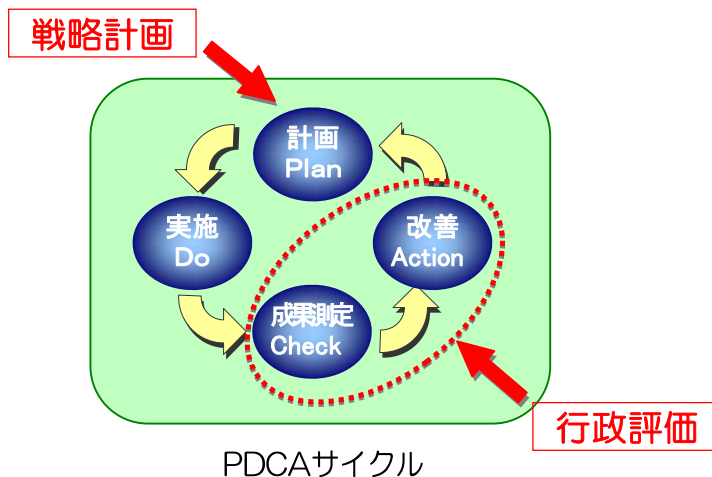 戦略計画
計画
Plan
実施
Do
改善
Action
成果測定
Check
行政評価
PDCAサイクル